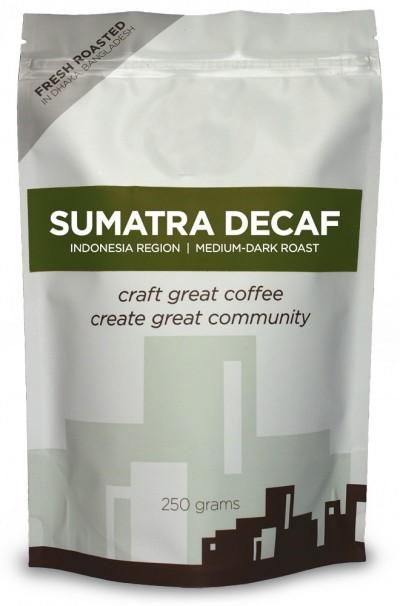 FRESH ROASTED
IN DHAKA, BANGLADESH
SUMATRA DECAF
INDONESIA REGION | MEDIUM-DARK ROAST
craft great coffee
create great community
250 grams